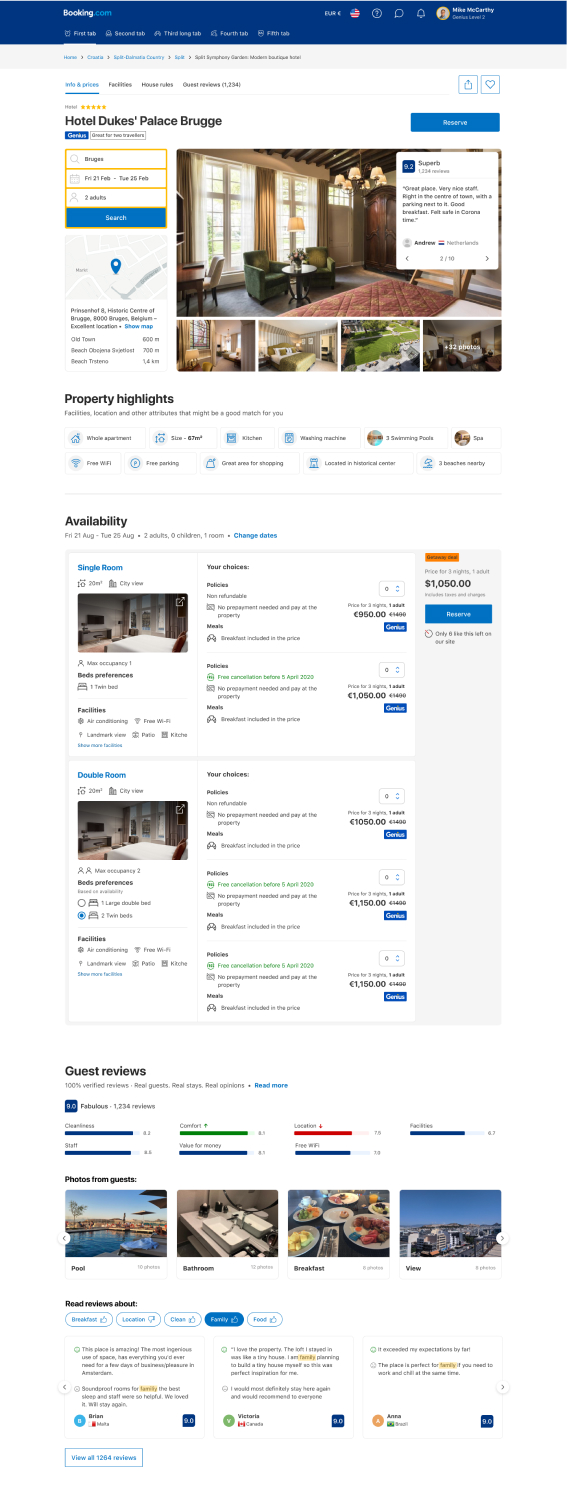 Booking.com
EUR €
Mike McCarthy
Genius Level 2
First tab
Second tab
Third long tab
Fourth tab
Fifth tab
Home > Croatia > Split-Dalmatia Country > Split > Split Symphony Garden: Modern boutique hotel
Info & prices
Facilities
House rules
Guest reviews (1,234)
Hotel
Hotel Dukes' Palace Brugge
Reserve
Genius
Great for two travellers
Bruges
Fri 21 Feb - Tue 25 Feb
2 adults
Search
Markt
Prinsenhof 8, Historic Centre of
Brugge, 8000 Bruges, Belgium –
Excellent location • Show map
Old Town 600 m
Beach Obojena Svjetlost 700 m
Beach Trsteno 1,4 km
9.2 Superb
1,234 reviews
"Great place. Very nice staff.
Right in the centre of town, with a
parking next to it. Good
breakfast. Felt safe in Corona
time."
Andrew Netherlands
2 / 10
+32 photos
Property highlights
Facilities, location and other attributes that might be a good match for you
Whole apartment
Size - 67m²
Kitchen
Washing machine
3 Swimming Pools
Spa
Free WiFi
Free parking
Great area for shopping
Located in historical center
3 beaches nearby
Availability
Fri 21 Aug - Tue 25 Aug • 2 adults, 0 children, 1 room • Change dates
Single Room
20m² City view
Max occupancy 1
Beds preferences
1 Twin bed
Facilities
Air conditioning Free Wi-Fi
Landmark view Patio Kitche
Show more facilities
Your choices:
Policies
Non refundable
No prepayment needed and pay at the
property
Meals
Breakfast included in the price
0
Price for 3 nights, 1 adult
€950.00 €1490
Genius
Policies
Free cancellation before 5 April 2020
No prepayment needed and pay at the
property
Meals
Breakfast included in the price
0
Price for 3 nights, 1 adult
€1,050.00 €1490
Genius
Getaway deal
Price for 3 nights, 1 adult
$1,050.00
Includes taxes and charges
Reserve
Only 6 like this left on
our site
Double Room
20m² City view
Max occupancy 2
Beds preferences
Based on availability
1 Large double bed
2 Twin beds
Facilities
Air conditioning Free Wi-Fi
Landmark view Patio Kitche
Show more facilities
Your choices:
Policies
Non refundable
No prepayment needed and pay at the
property
Meals
Breakfast included in the price
0
Price for 3 nights, 1 adult
€1050.00 €1490
Genius
Policies
Free cancellation before 5 April 2020
No prepayment needed and pay at the
property
Meals
Breakfast included in the price
0
Price for 3 nights, 1 adult
€1,150.00 €1490
Genius
Policies
Free cancellation before 5 April 2020
No prepayment needed and pay at the
property
Meals
Breakfast included in the price
0
Price for 3 nights, 1 adult
€1,150.00 €1490
Genius
Guest reviews
100% verified reviews · Real guests. Real stays. Real opinions • Read more
9.0 Fabulous · 1,234 reviews
Cleanliness 8.2
Comfort 8.1
Location 7.5
Facilities 6.7
Staff 8.5
Value for money 8.1
Free WiFi 7.0
Photos from guests:
Pool 10 photos
Bathroom 12 photos
Breakfast 8 photos
View 8 photos
Read reviews about:
Breakfast
Location
Clean
Family
Food
This place is amazing! The most ingenious
use of space, has everything you'd ever
need for a few days of business/pleasure in
Amsterdam.
Soundproof rooms for family the best
sleep and staff were so helpful. We loved
it. Will stay again.
B Brian
Malta
9.0
"I love the property. The loft I stayed in
was like a tiny house. I am family planning
to build a tiny house myself so this was
perfect inspiration for me.
I would most definitely stay here again
and would recommend to everyone
V Victoria
Canada
9.0
It exceeded my expectations by far!
The place is perfect for family if you need to
work and chill at the same time.
A Anna
Brazil
9.0
View all 1264 reviews